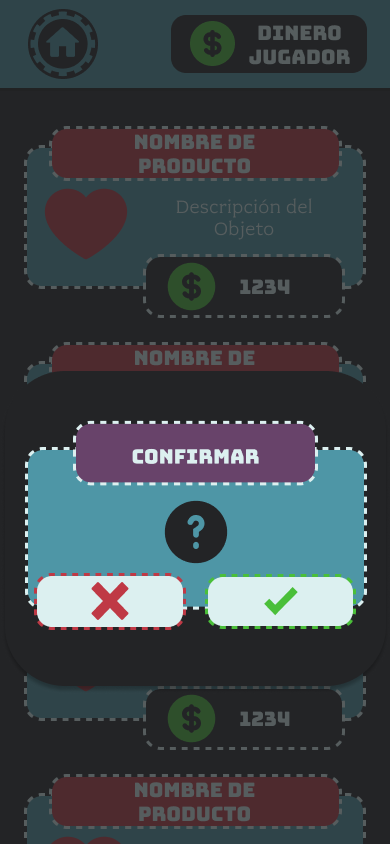 $
DINERO
JUGADOR
NOMBRE DE
PRODUCTO
Descripción del
Objeto
$
1234
NOMBRE DE
CONFIRMAR
?
$
1234
NOMBRE DE
PRODUCTO